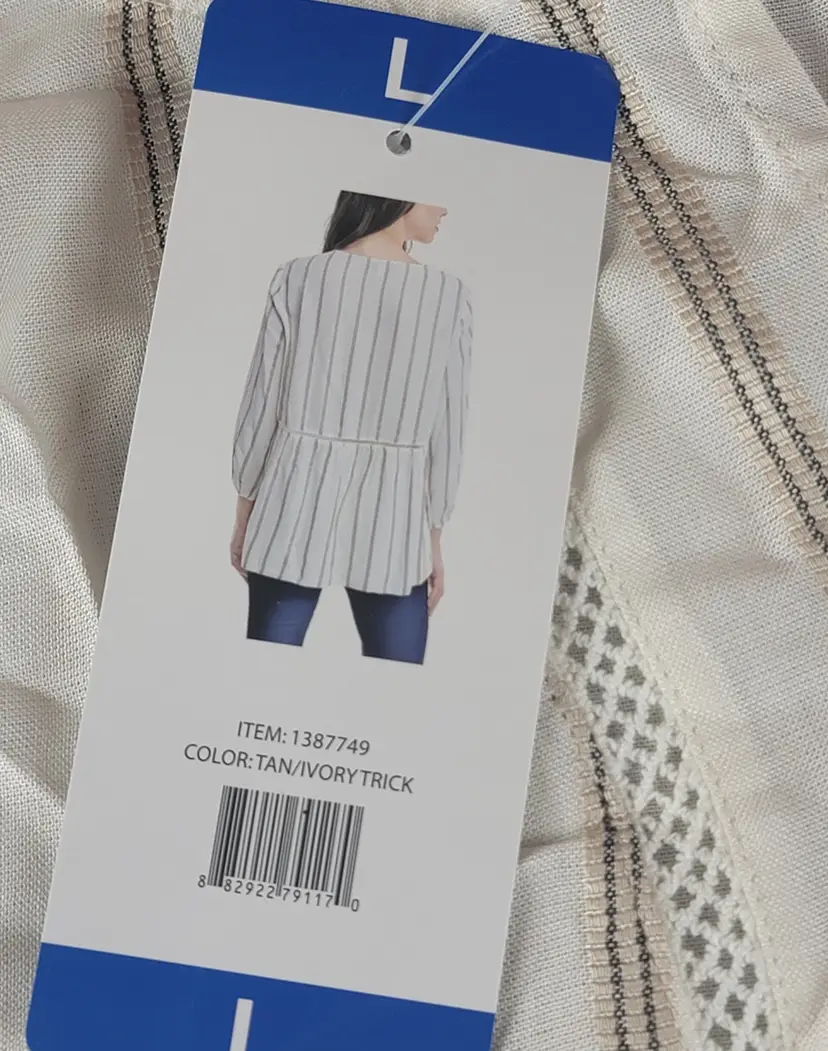 L
ITEM: 1387749
COLOR: TAN/IVORY TRICK
8 82922 79117 0
L